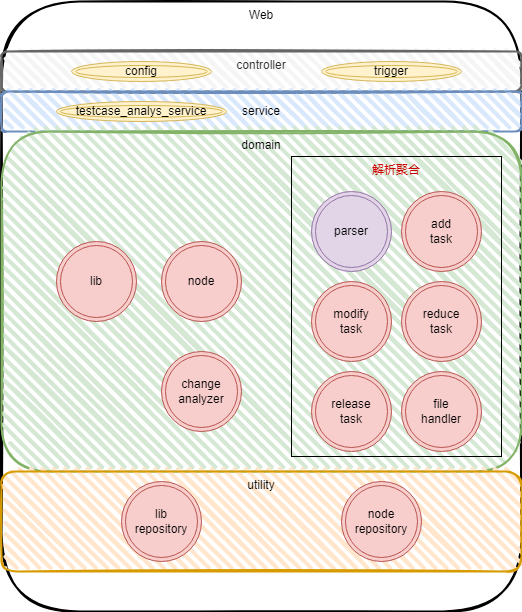 Web
controller
config
trigger
testcase_analys_service
service
domain
解析聚合
parser
add
task
lib
node
modify
task
reduce
task
change
analyzer
release
task
file
handler
utility
lib
repository
node
repository